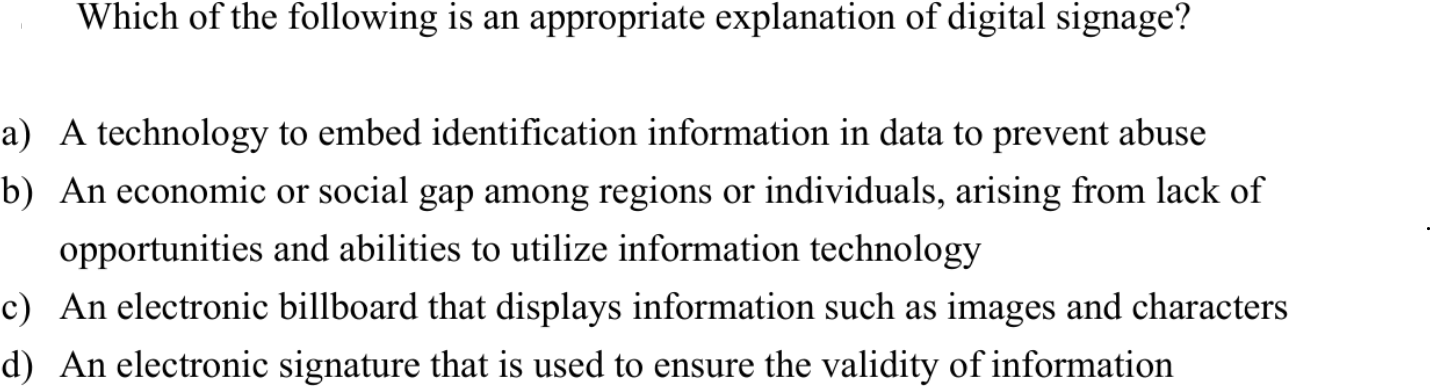 Which of the following is an appropriate explanation of digital signage?
a) A technology to embed identification information in data to prevent abuse
b) An economic or social gap among regions or individuals, arising from lack of
opportunities and abilities to utilize information technology
c) An electronic billboard that displays information such as images and characters
d) An electronic signature that is used to ensure the validity of information